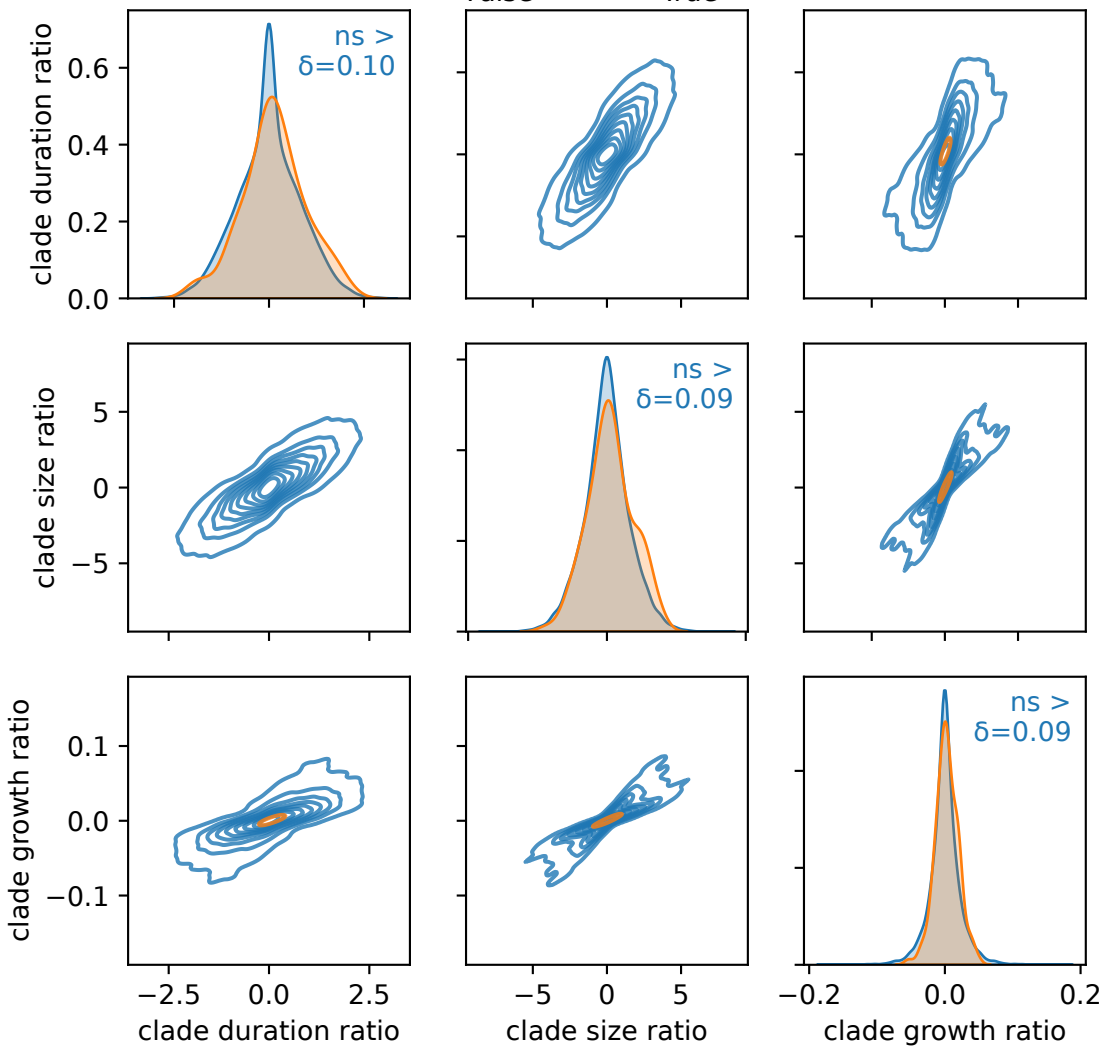 clade duration ratio
0.6
0.4
0.2
0.0
ns >
δ=0.10
clade size ratio
5
0
−5
ns >
δ=0.09
clade growth ratio
0.1
0.0
−0.1
ns >
δ=0.09
−2.5 0.0 2.5
−5 0 5
−0.2 0.0 0.2
clade duration ratio
clade size ratio
clade growth ratio